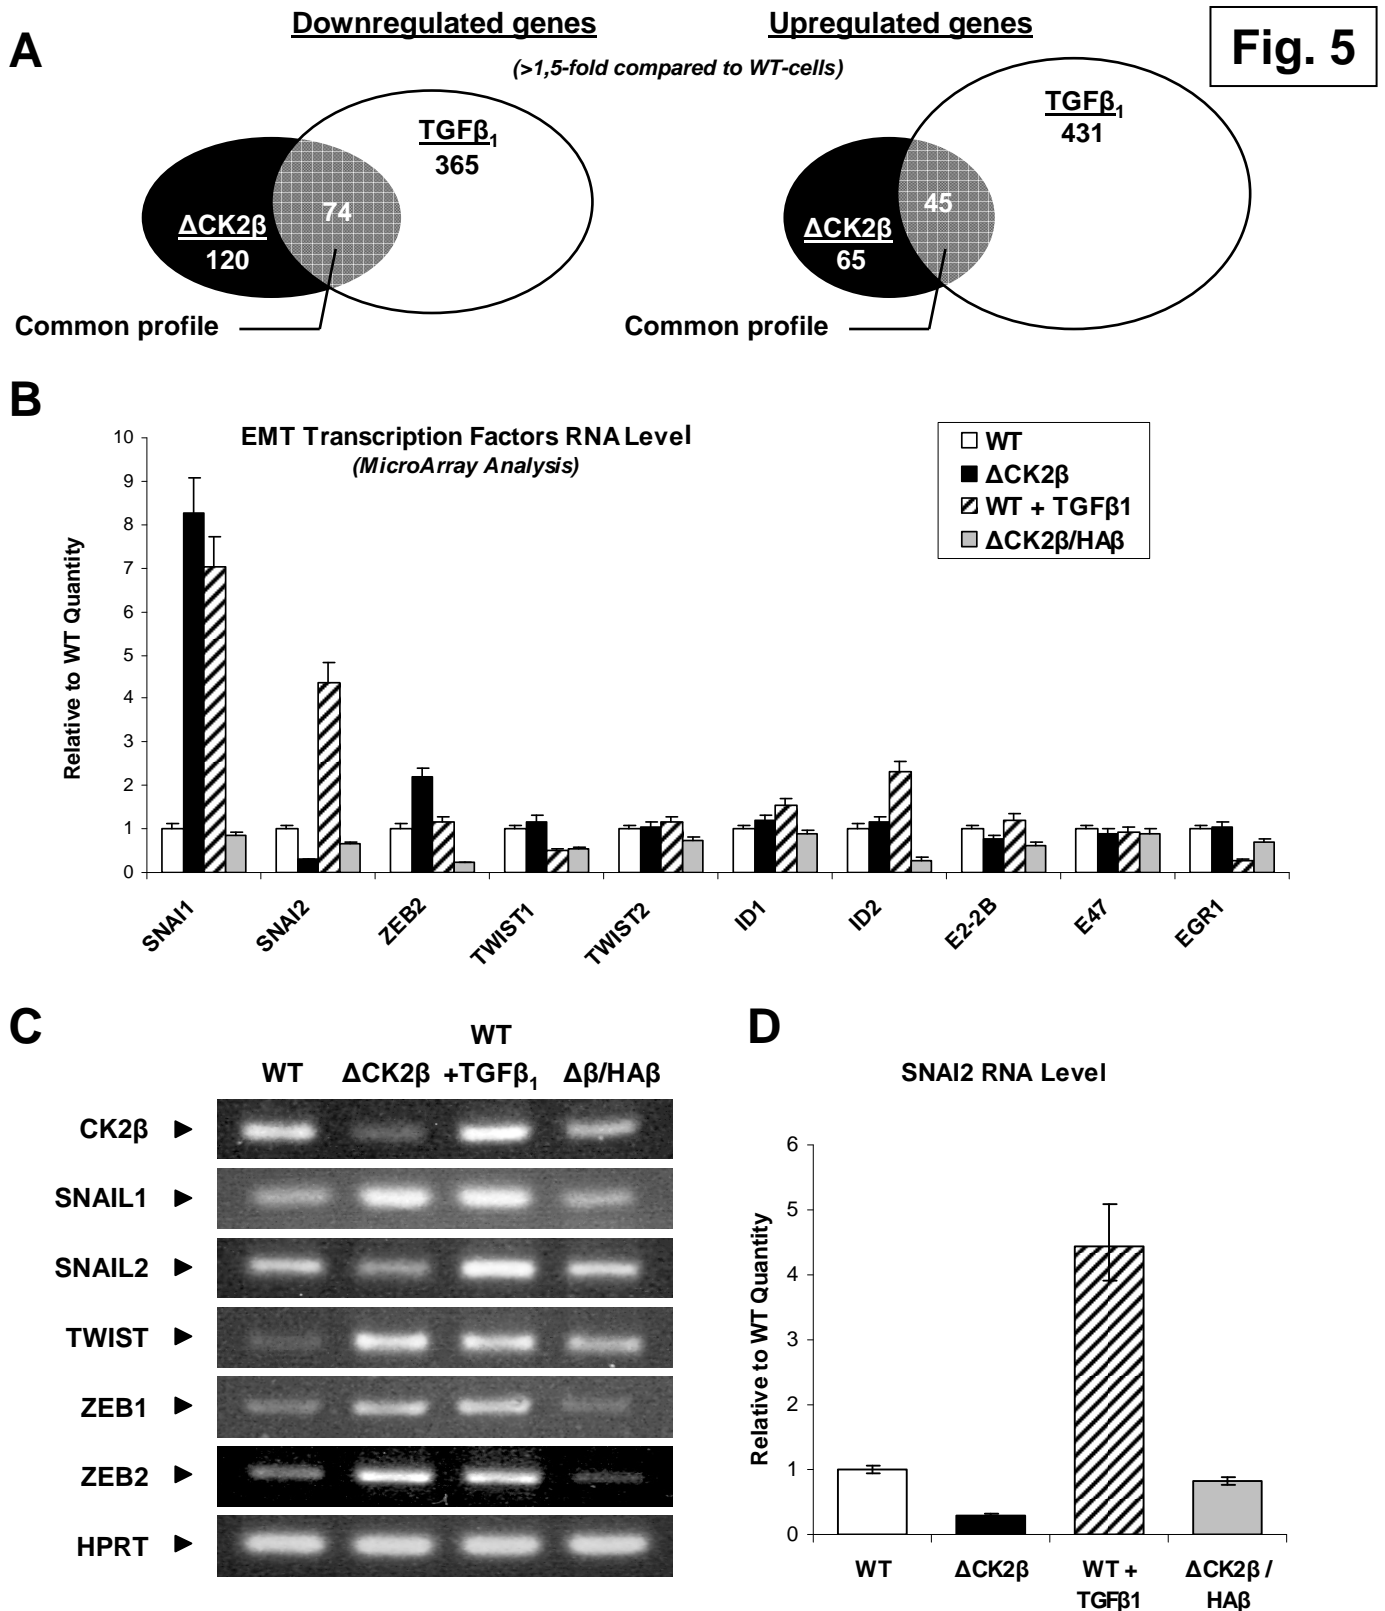 A
Downregulated genes
Upregulated genes
Fig. 5
(>1,5-fold compared to WT-cells)
TGFβ1
365
ΔCK2β
120
74
Common profile
TGFβ1
431
ΔCK2β
65
45
Common profile
B
EMT Transcription Factors RNA Level
(MicroArray Analysis)
WT
ΔCK2β
WT + TGFβ1
ΔCK2β/HAβ
Relative to WT Quantity
10
9
8
7
6
5
4
3
2
1
0
SNAI1
SNAI2
ZEB2
TWIST1
TWIST2
ID1
ID2
E2-2B
E47
EGR1
C
WT
WT ΔCK2β +TGFβ1 Δβ/HAβ
CK2β
SNAIL1
SNAIL2
TWIST
ZEB1
ZEB2
HPRT
D
SNAI2 RNA Level
Relative to WT Quantity
6
5
4
3
2
1
0
WT
ΔCK2β
WT +
TGFβ1
ΔCK2β /
HAβ